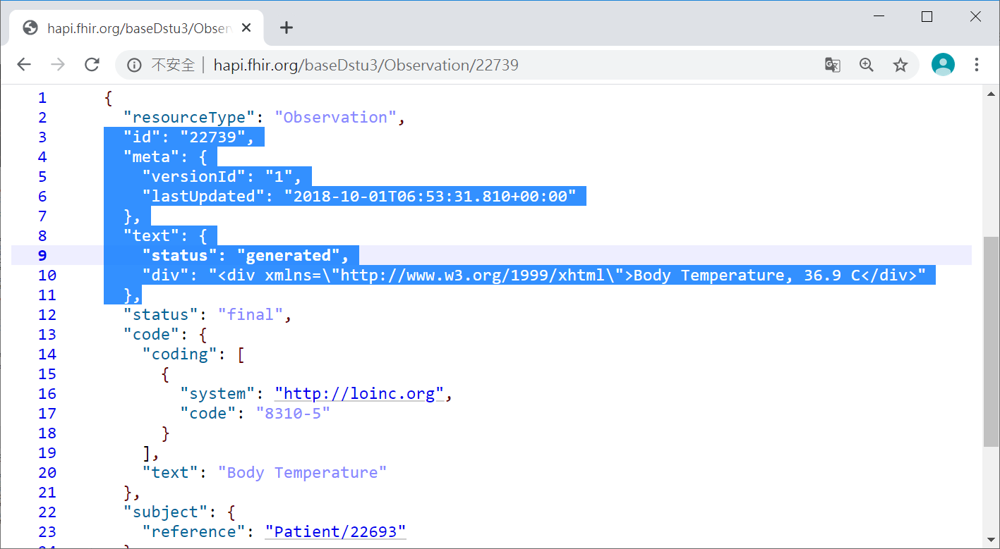 hapi.fhir.org/baseDstu3/Obser
不安全 | hapi.fhir.org/baseDstu3/Observation/22739
1 {
2 "resourceType": "Observation",
3 "id": "22739",
4 "meta": {
5 "versionId": "1",
6 "lastUpdated": "2018-10-01T06:53:31.810+00:00"
7 },
8 "text": {
9 "status": "generated",
10 "div": "<div xmlns=\"http://www.w3.org/1999/xhtml\">Body Temperature, 36.9 C</div>"
11 },
12 "status": "final",
13 "code": {
14 "coding": [
15 {
16 "system": "http://loinc.org",
17 "code": "8310-5"
18 }
19 ],
20 "text": "Body Temperature"
21 },
22 "subject": {
23 "reference": "Patient/22693"